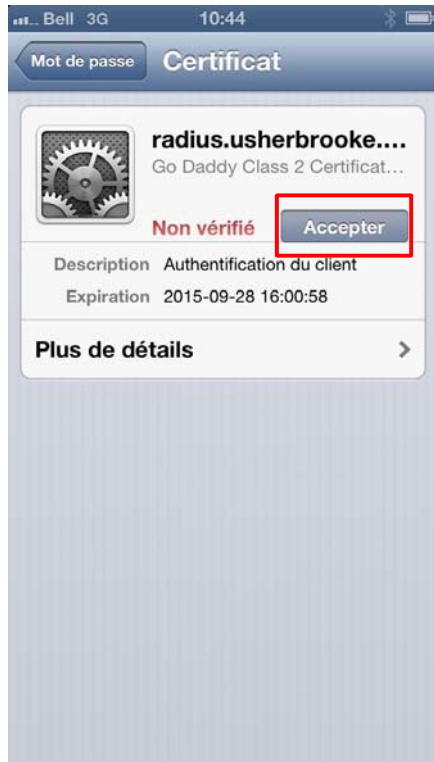 Bell 3G 10:44
Mot de passe Certificat
radius.usherbrooke....
Go Daddy Class 2 Certificat...
Non vérifié Accepter
Description Authentification du client
Expiration 2015-09-28 16:00:58
Plus de détails